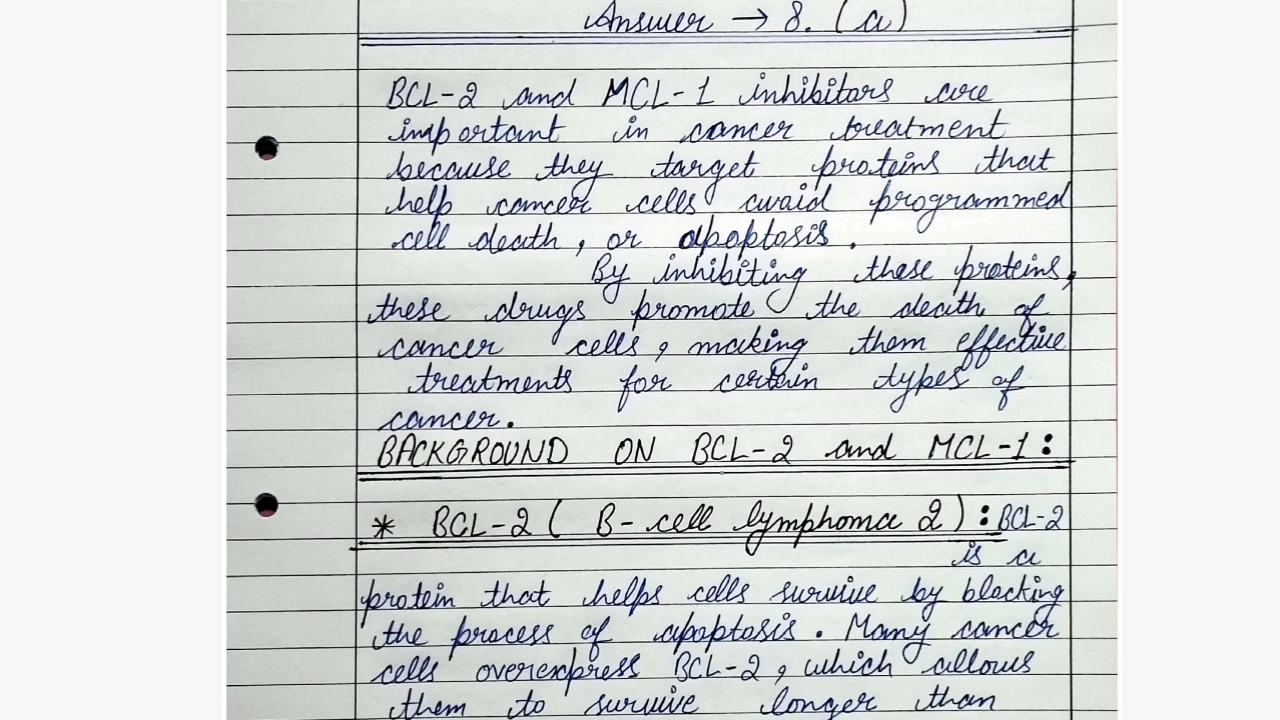 Answer → 8. (a)
BCL-2 and MCL-1 inhibitors are
important in cancer treatment
because they target proteins that
help cancer cells avoid programmed
cell death, or apoptosis.
By inhibiting these proteins,
these drugs promote the death of
cancer cells, making them effective
treatments for certain types of
cancer.
BACKGROUND ON BCL-2 and MCL-1:
* BCL-2 ( B-cell lymphoma 2 ) : BCL-2
is a
protein that helps cells survive by blocking
the process of apoptosis. Many cancer
cells overexpress BCL-2, which allows
them to survive longer than